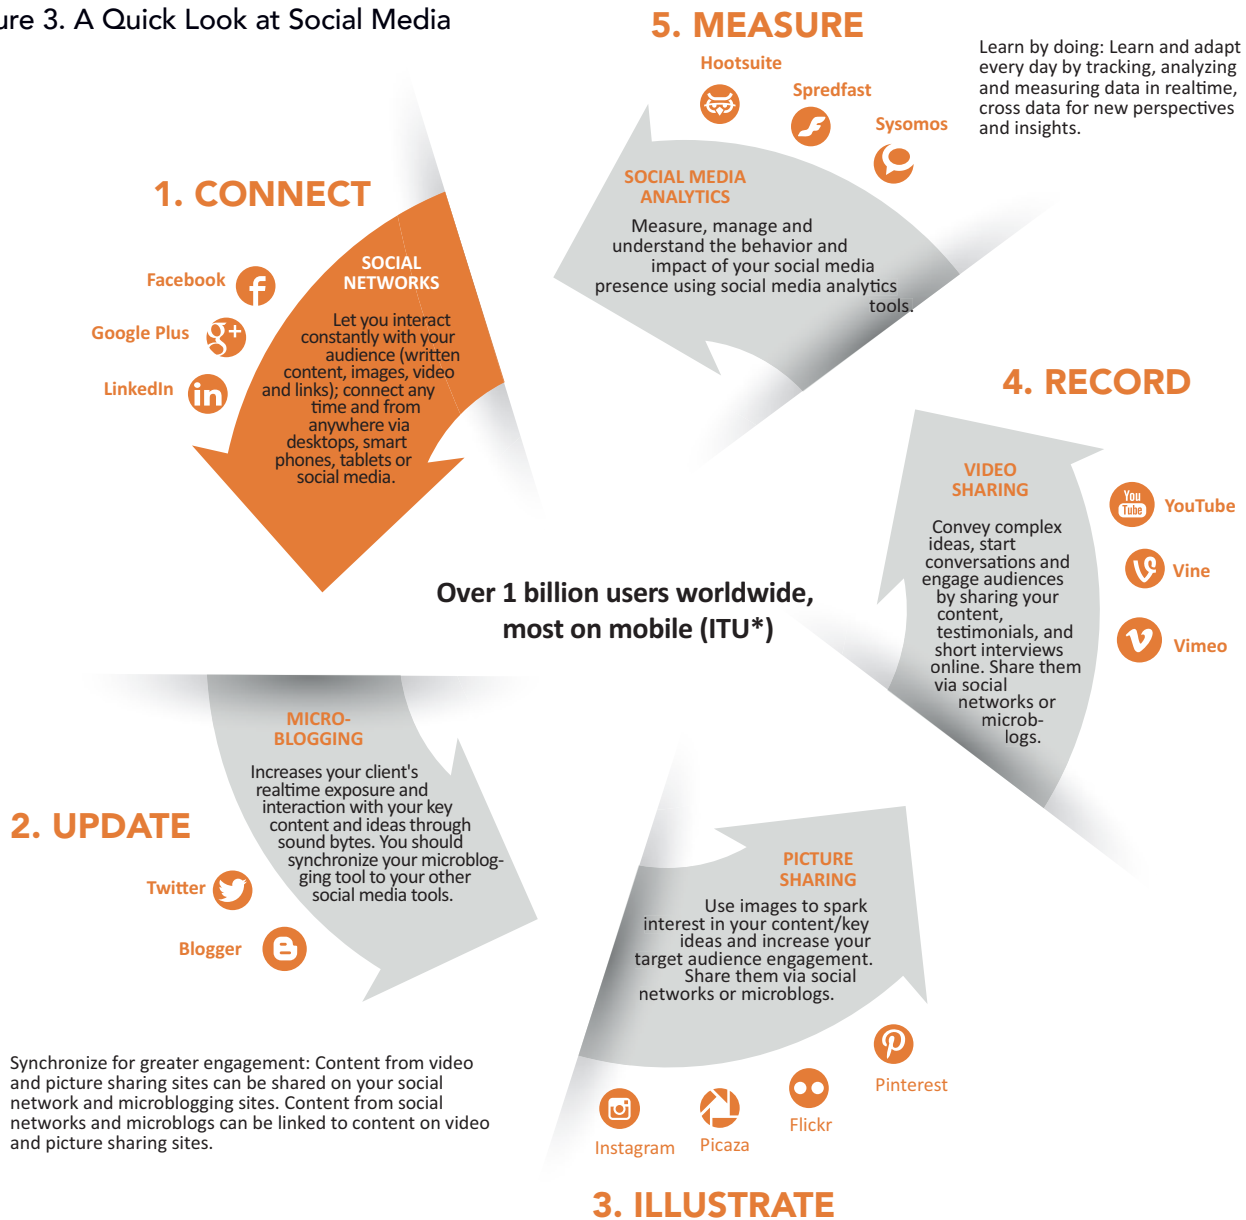 ure 3. A Quick Look at Social Media
1. CONNECT
Facebook
f
Google Plus
g+
LinkedIn
in
SOCIAL
NETWORKS
Let you interact
constantly with your
audience (written
content, images, video
and links); connect any
time and from
anywhere via
desktops, smart
phones, tablets or
social media.
5. MEASURE
Hootsuite
Spredfast
Sysomos
Learn by doing: Learn and adapt
every day by tracking, analyzing
and measuring data in realtime,
cross data for new perspectives
and insights.
SOCIAL MEDIA
ANALYTICS
Measure, manage and
understand the behavior and
impact of your social media
presence using social media analytics
tools.
4. RECORD
VIDEO
SHARING
Convey complex
ideas, start
conversations and
engage audiences
by sharing your
content,
testimonials, and
short interviews
online. Share them
via social
networks or
microb-
logs.
You
Tube
YouTube
Vine
Vimeo
Over 1 billion users worldwide,
most on mobile (ITU*)
2. UPDATE
MICRO-
BLOGGING
Increases your client's
realtime exposure and
interaction with your key
content and ideas through
sound bytes. You should
synchronize your microblog-
ging tool to your other
social media tools.
Twitter
Blogger
Synchronize for greater engagement: Content from video
and picture sharing sites can be shared on your social
network and microblogging sites. Content from social
networks and microblogs can be linked to content on video
and picture sharing sites.
PICTURE
SHARING
Use images to spark
interest in your content/key
ideas and increase your
target audience engagement.
Share them via social
networks or microblogs.
Instagram
Picaza
Flickr
Pinterest
3. ILLUSTRATE